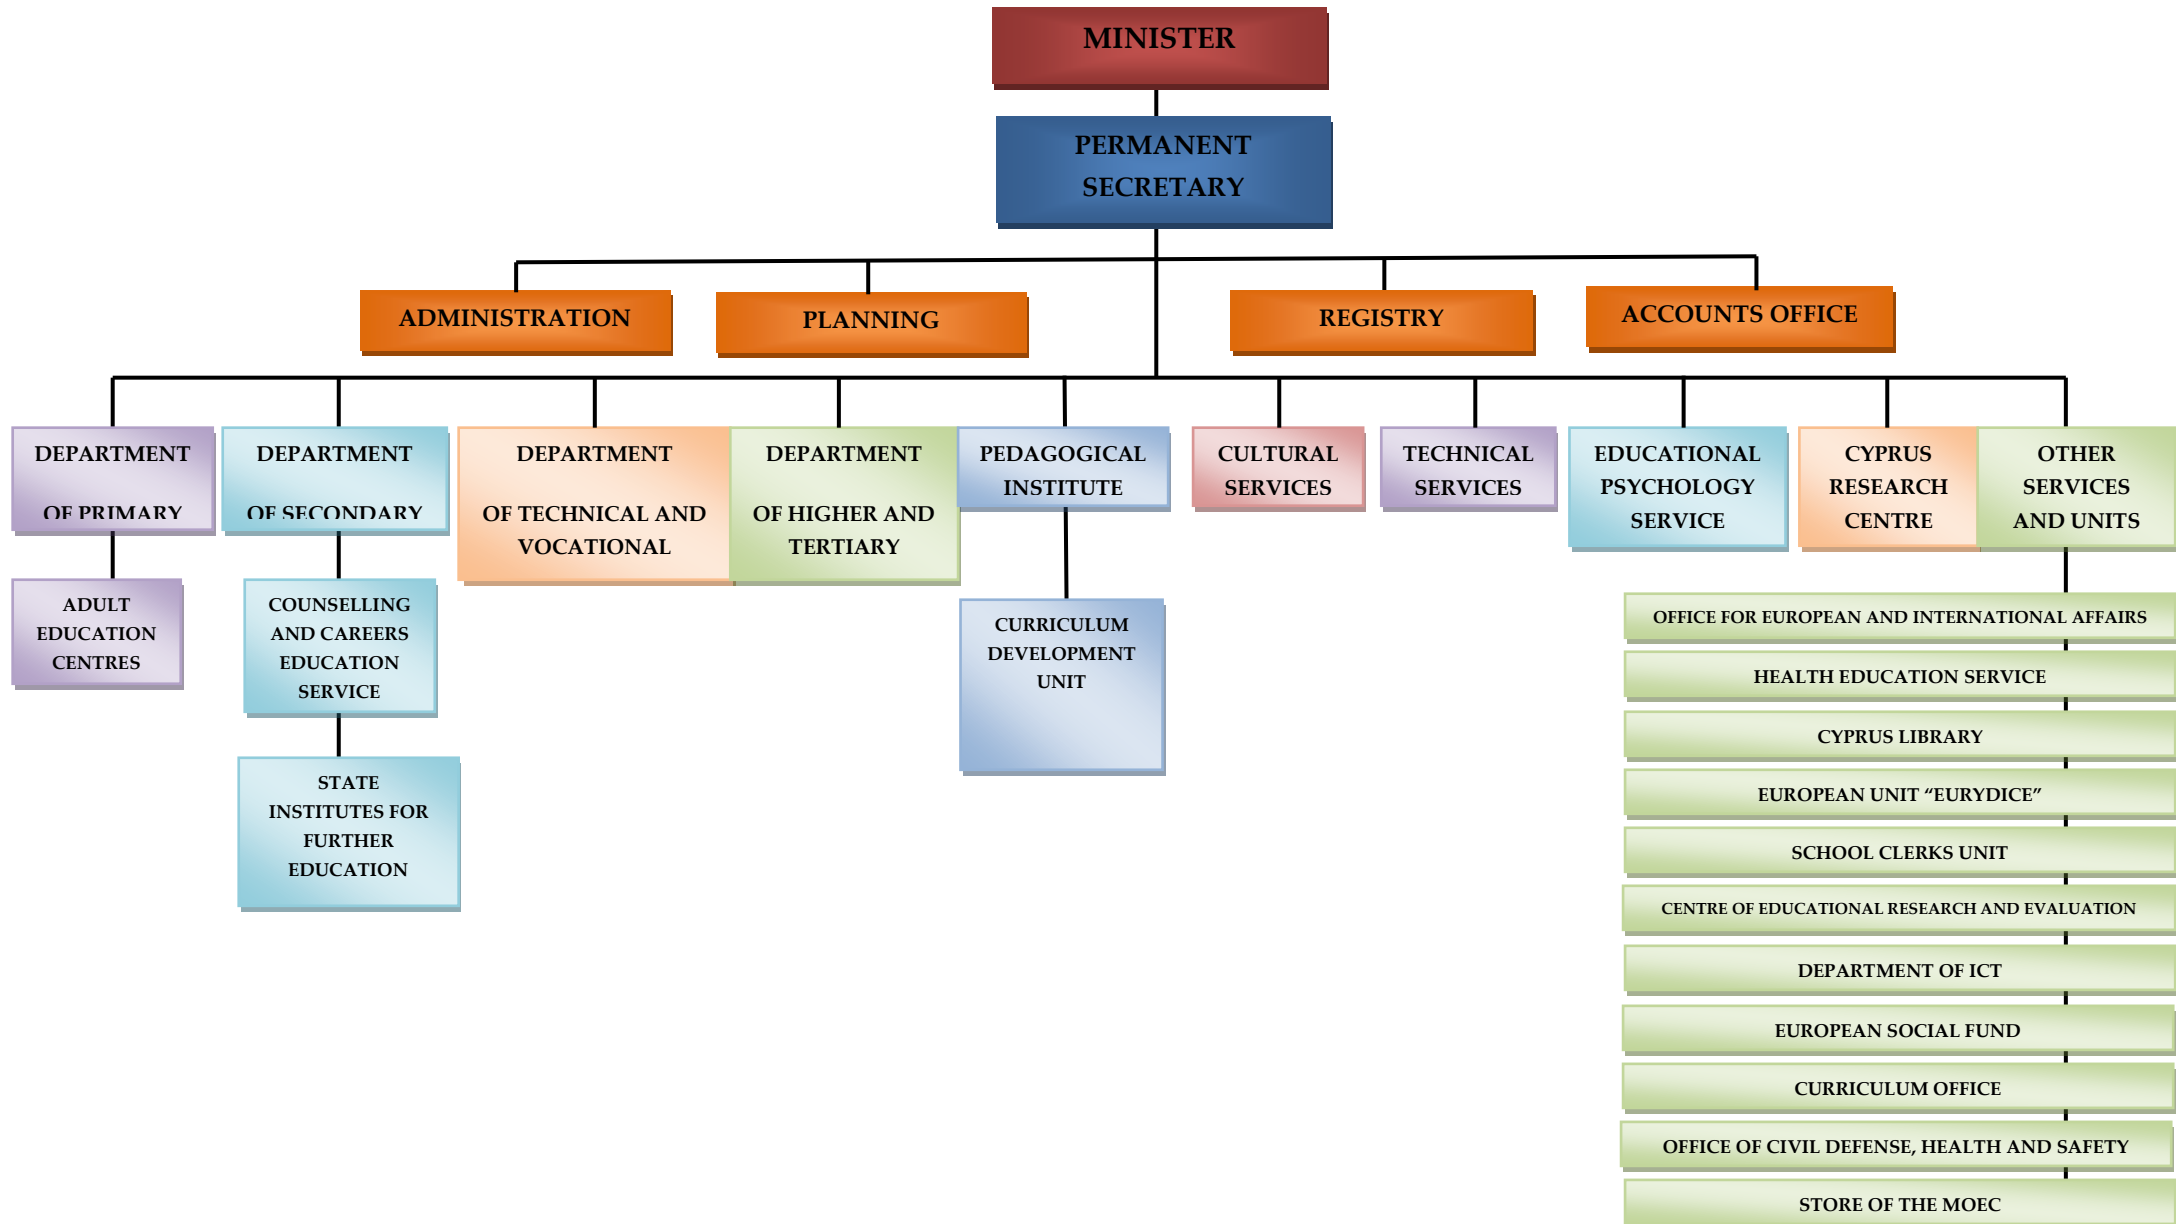 MINISTER
PERMANENT
SECRETARY
ADMINISTRATION
PLANNING
REGISTRY
ACCOUNTS OFFICE
DEPARTMENT
OF PRIMARY
DEPARTMENT
OF SECONDARY
DEPARTMENT
OF TECHNICAL AND
VOCATIONAL
DEPARTMENT
OF HIGHER AND
TERTIARY
PEDAGOGICAL
INSTITUTE
CULTURAL
SERVICES
TECHNICAL
SERVICES
EDUCATIONAL
PSYCHOLOGY
SERVICE
CYPRUS
RESEARCH
CENTRE
OTHER
SERVICES
AND UNITS
ADULT
EDUCATION
CENTRES
COUNSELLING
AND CAREERS
EDUCATION
SERVICE
STATE
INSTITUTES FOR
FURTHER
EDUCATION
CURRICULUM
DEVELOPMENT
UNIT
OFFICE FOR EUROPEAN AND INTERNATIONAL AFFAIRS
HEALTH EDUCATION SERVICE
CYPRUS LIBRARY
EUROPEAN UNIT “EURYDICE”
SCHOOL CLERKS UNIT
CENTRE OF EDUCATIONAL RESEARCH AND EVALUATION
DEPARTMENT OF ICT
EUROPEAN SOCIAL FUND
CURRICULUM OFFICE
OFFICE OF CIVIL DEFENSE, HEALTH AND SAFETY
STORE OF THE MOEC